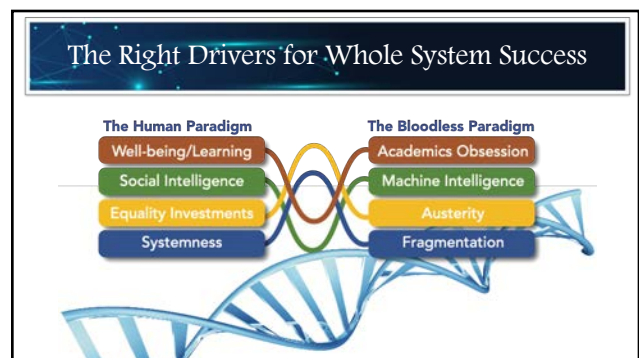 The Right Drivers for Whole System Success
The Human Paradigm
Well-being/Learning
Social Intelligence
Equality Investments
Systemness
The Bloodless Paradigm
Academics Obsession
Machine Intelligence
Austerity
Fragmentation